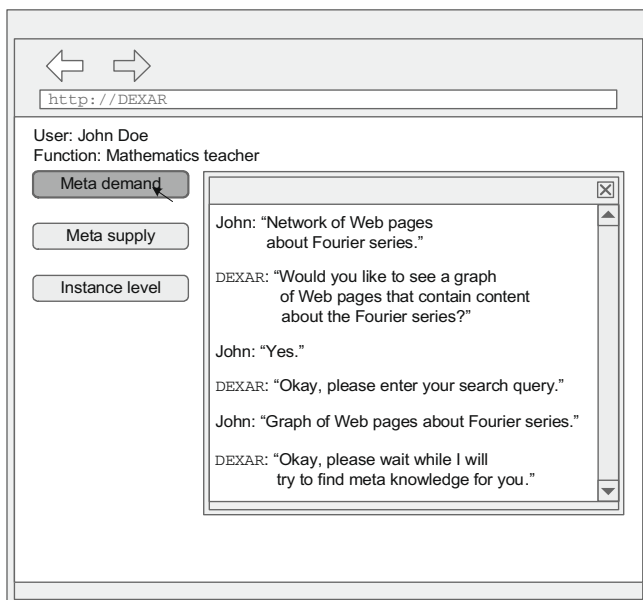 http://DEXAR
User: John Doe
Function: Mathematics teacher
Meta demand
Meta supply
Instance level
John: “Network of Web pages
about Fourier series.”
DEXAR: “Would you like to see a graph
of Web pages that contain content
about the Fourier series?”
John: “Yes.”
DEXAR: “Okay, please enter your search query.”
John: “Graph of Web pages about Fourier series.”
DEXAR: “Okay, please wait while I will
try to find meta knowledge for you.”